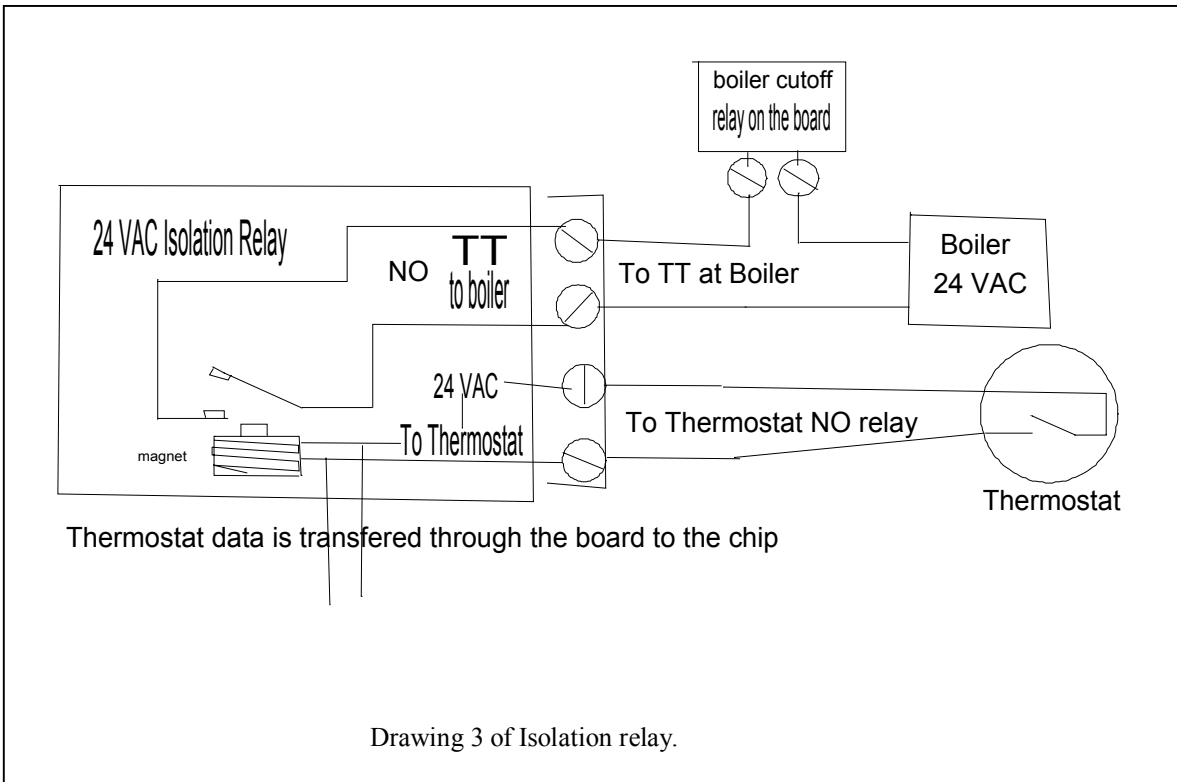 boiler cutoff
relay on the board
24 VAC Isolation Relay
NO
TT
to boiler
To TT at Boiler
Boiler
24 VAC
24 VAC
To Thermostat
To Thermostat NO relay
magnet
Thermostat
Thermostat data is transfered through the board to the chip
Drawing 3 of Isolation relay.